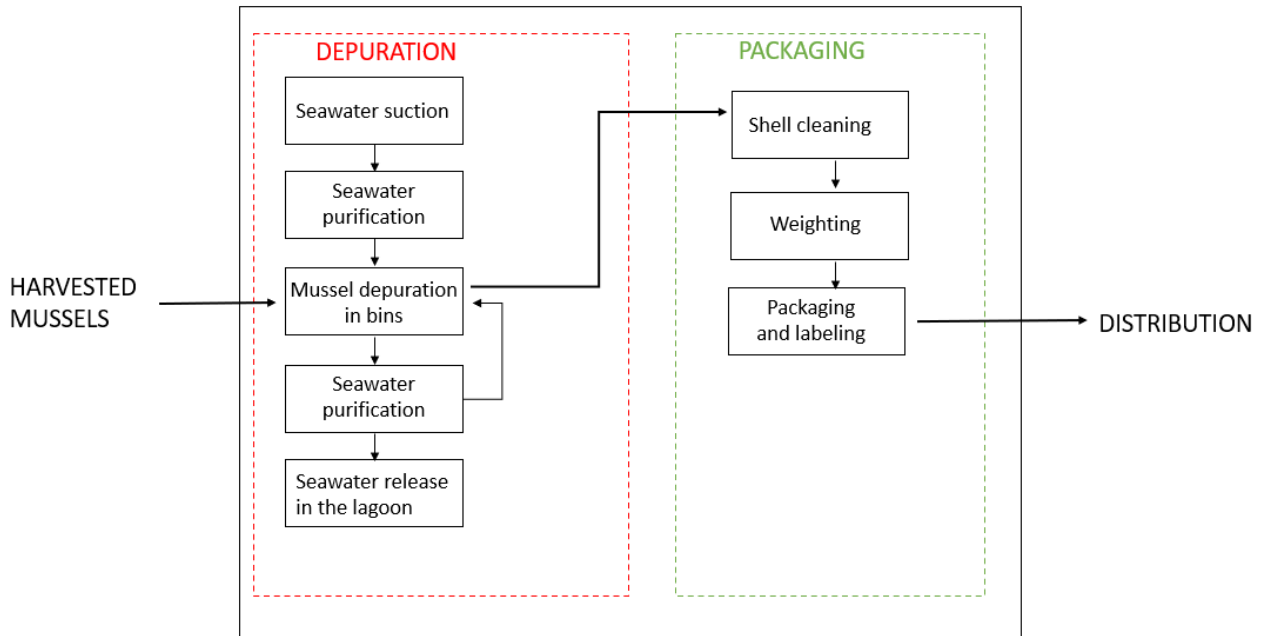 DEPURATION
Seawater suction
Seawater
purification
HARVESTED
MUSSELS
Mussel depuration
in bins
Seawater
purification
Seawater release
in the lagoon
PACKAGING
Shell cleaning
Weighting
Packaging
and labeling
DISTRIBUTION